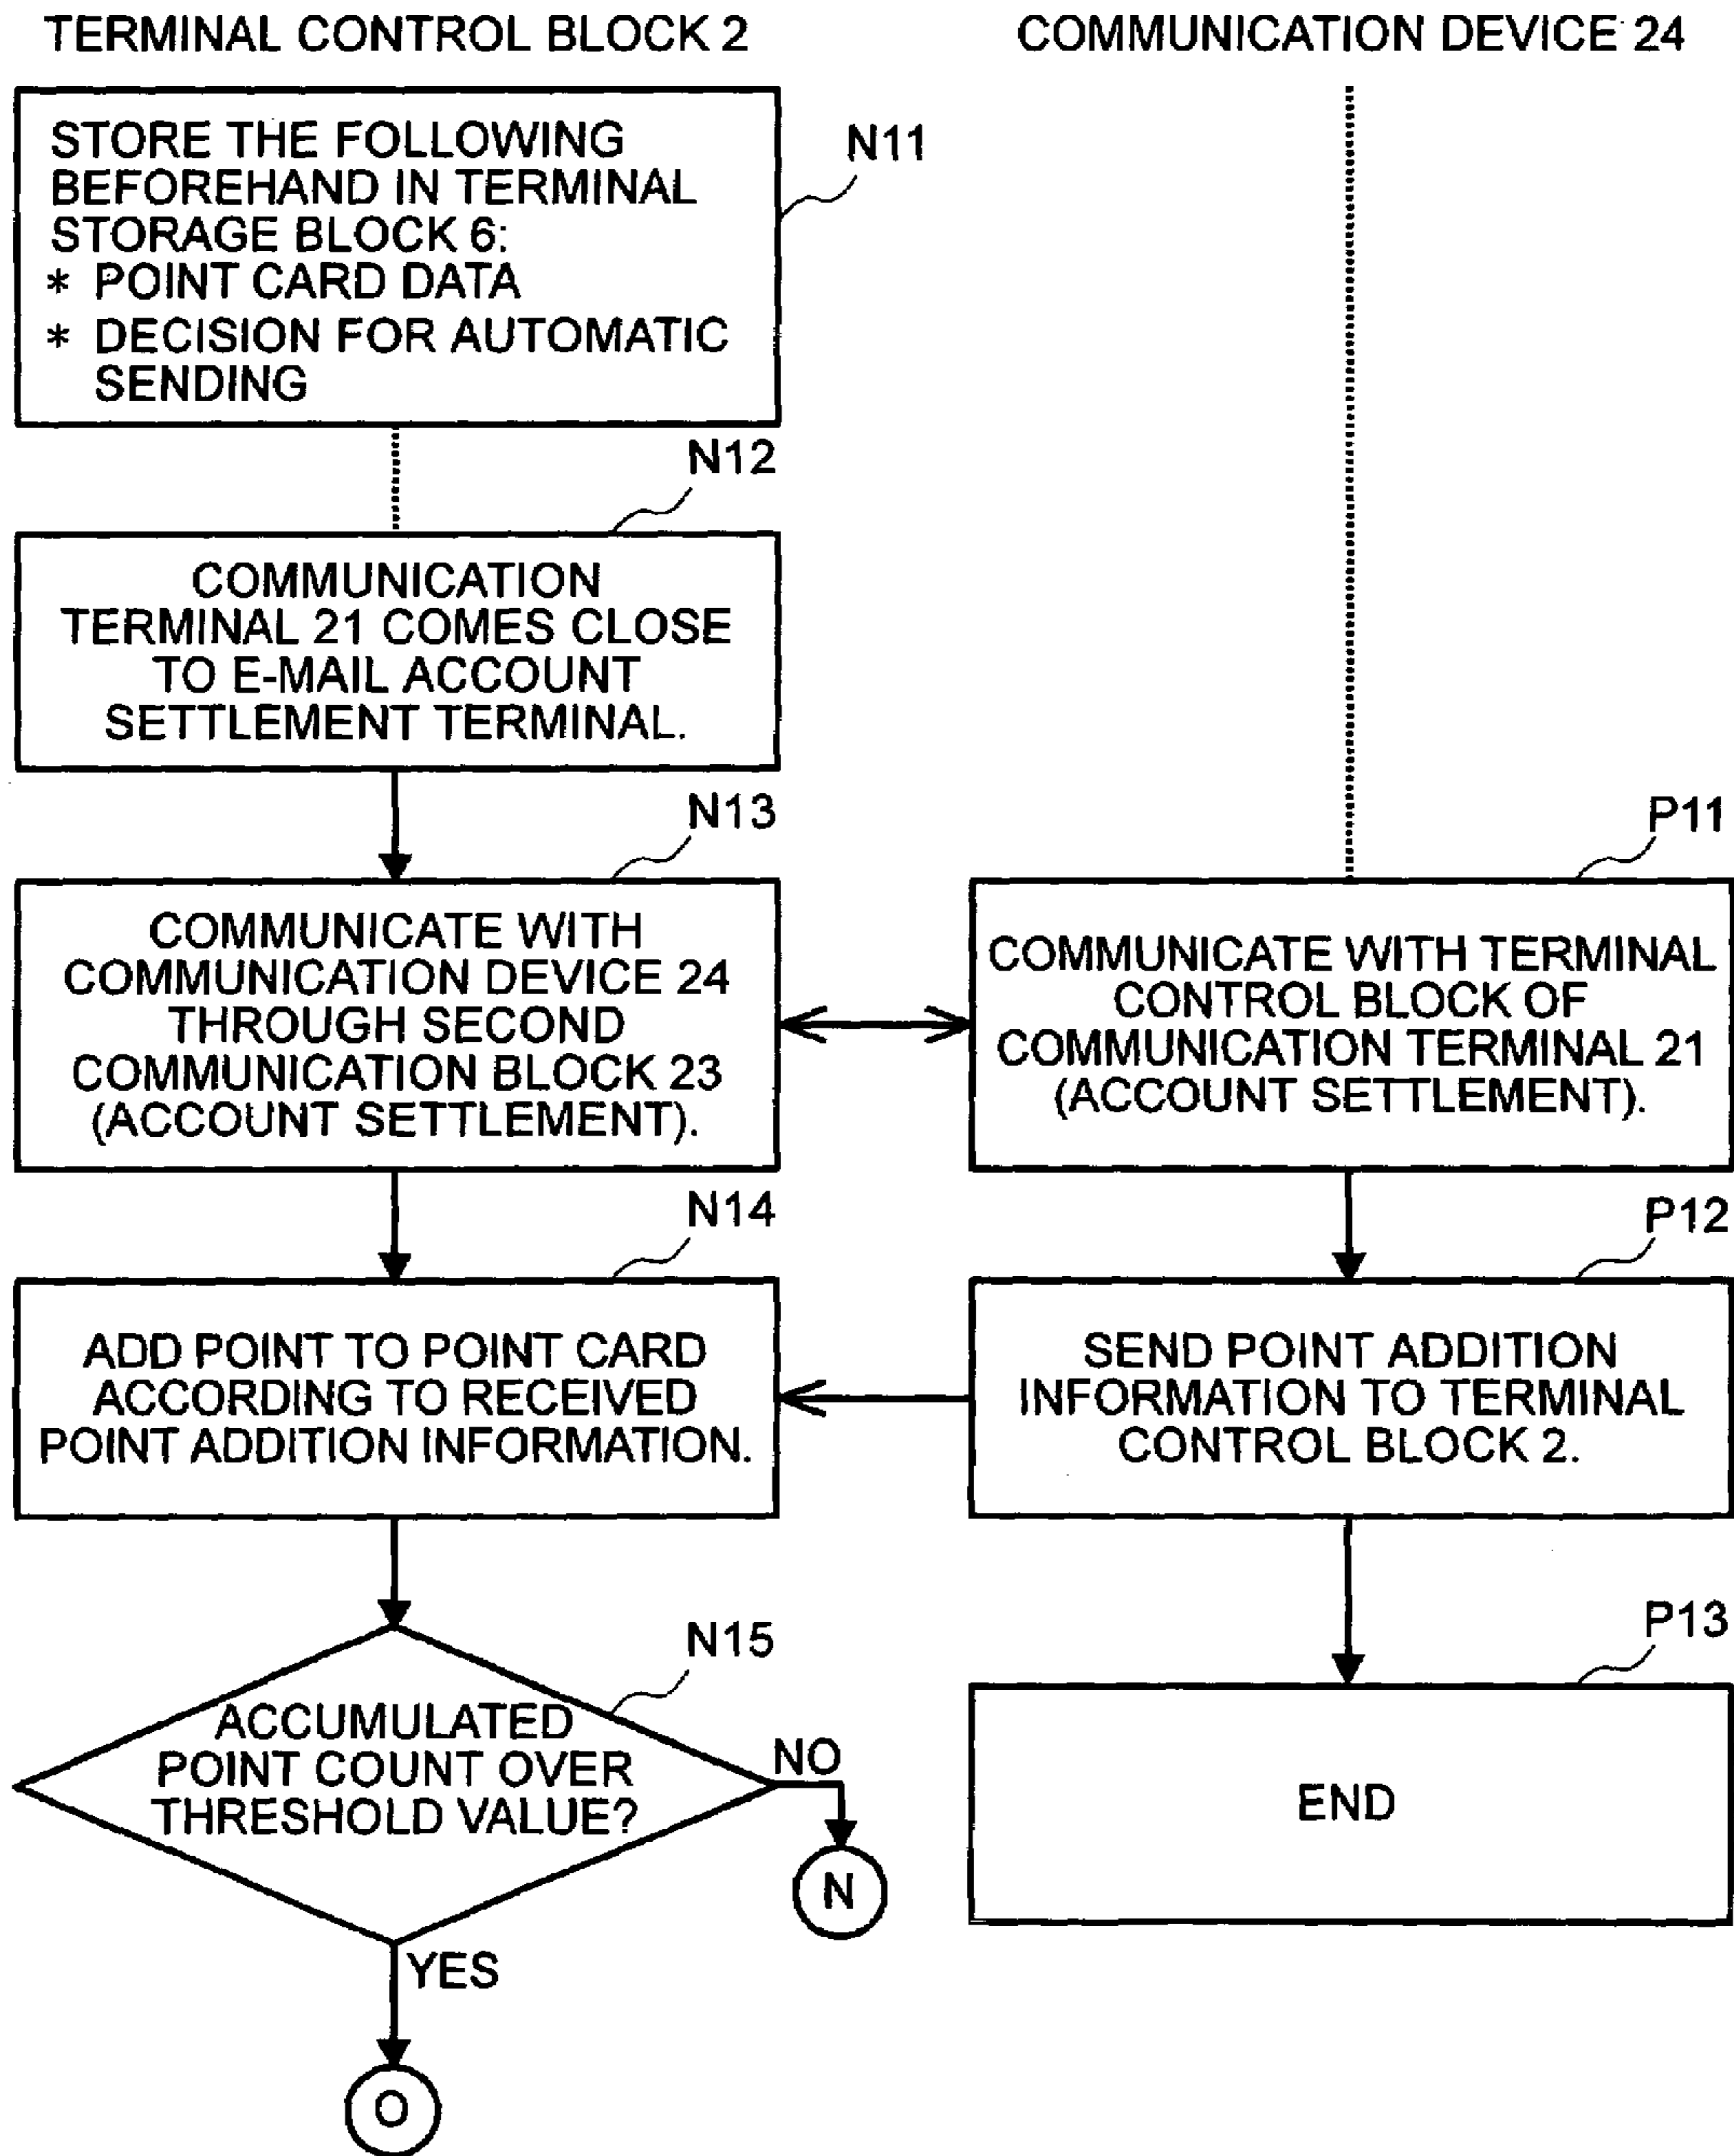 TERMINAL CONTROL BLOCK 2
COMMUNICATION DEVICE 24
STORE THE FOLLOWING
BEFOREHAND IN TERMINAL
STORAGE BLOCK 6:
* POINT CARD DATA
* DECISION FOR AUTOMATIC
SENDING
N11
N12
COMMUNICATION
TERMINAL 21 COMES CLOSE
TO E-MAIL ACCOUNT
SETTLEMENT TERMINAL.
N13
COMMUNICATE WITH
COMMUNICATION DEVICE 24
THROUGH SECOND
COMMUNICATION BLOCK 23
(ACCOUNT SETTLEMENT).
P11
COMMUNICATE WITH TERMINAL
CONTROL BLOCK OF
COMMUNICATION TERMINAL 21
(ACCOUNT SETTLEMENT).
N14
ADD POINT TO POINT CARD
ACCORDING TO RECEIVED
POINT ADDITION INFORMATION.
P12
SEND POINT ADDITION
INFORMATION TO TERMINAL
CONTROL BLOCK 2.
N15
ACCUMULATED
POINT COUNT OVER
THRESHOLD VALUE?
NO
N
YES
O
P13
END